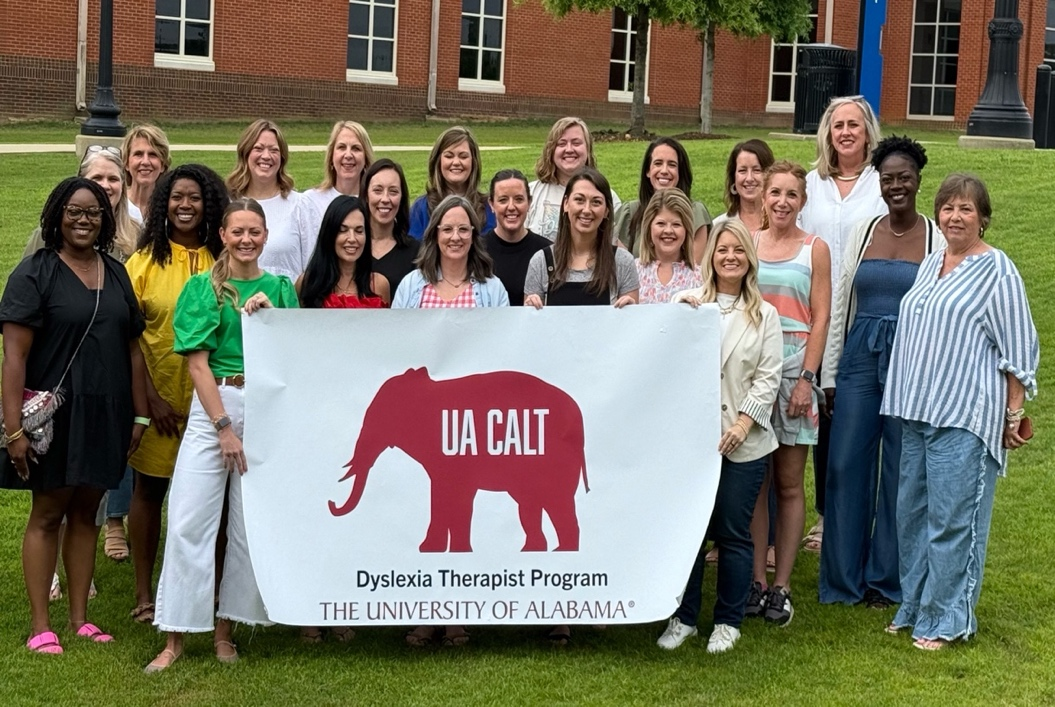 UA CALT
Dyslexia Therapist Program
THE UNIVERSITY OF ALABAMA®